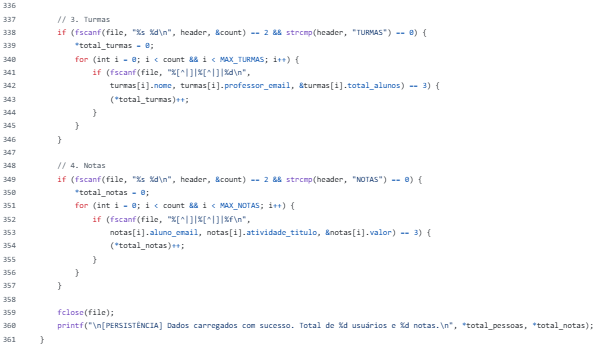 336
337 // 3. Turmas
338 if (fscanf(file, "%s %d\n", header, &count) == 2 && strcmp(header, "TURMAS") == 0) {
339 *total_turmas = 0;
340 for (int i = 0; i < count && i < MAX_TURMAS; i++) {
341 if (fscanf(file, "%[^|]|%[^|]|%d\n",
342 turmas[i].nome, turmas[i].professor_email, &turmas[i].total_alunos) == 3) {
343 (*total_turmas)++;
344 }
345 }
346 }
347
348 // 4. Notas
349 if (fscanf(file, "%s %d\n", header, &count) == 2 && strcmp(header, "NOTAS") == 0) {
350 *total_notas = 0;
351 for (int i = 0; i < count && i < MAX_NOTAS; i++) {
352 if (fscanf(file, "%[^|]|%[^|]|%f\n",
353 notas[i].aluno_email, notas[i].atividade_titulo, &notas[i].valor) == 3) {
354 (*total_notas)++;
355 }
356 }
357 }
358
359 fclose(file);
360 printf("\n[PERSISTÊNCIA] Dados carregados com sucesso. Total de %d usuários e %d notas.\n", *total_pessoas, *total_notas);
361 }